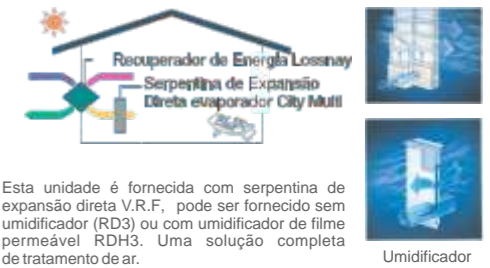 Recuperador de Energia Lossnay
Serpentina de Expansão
Direta evaporador City Multi
Esta unidade é fornecida com serpentina de
expansão direta V.R.F, pode ser fornecido sem
umidificador (RD3) ou com umidificador de filme
permeável RDH3. Uma solução completa
de tratamento de ar.
Umidificador